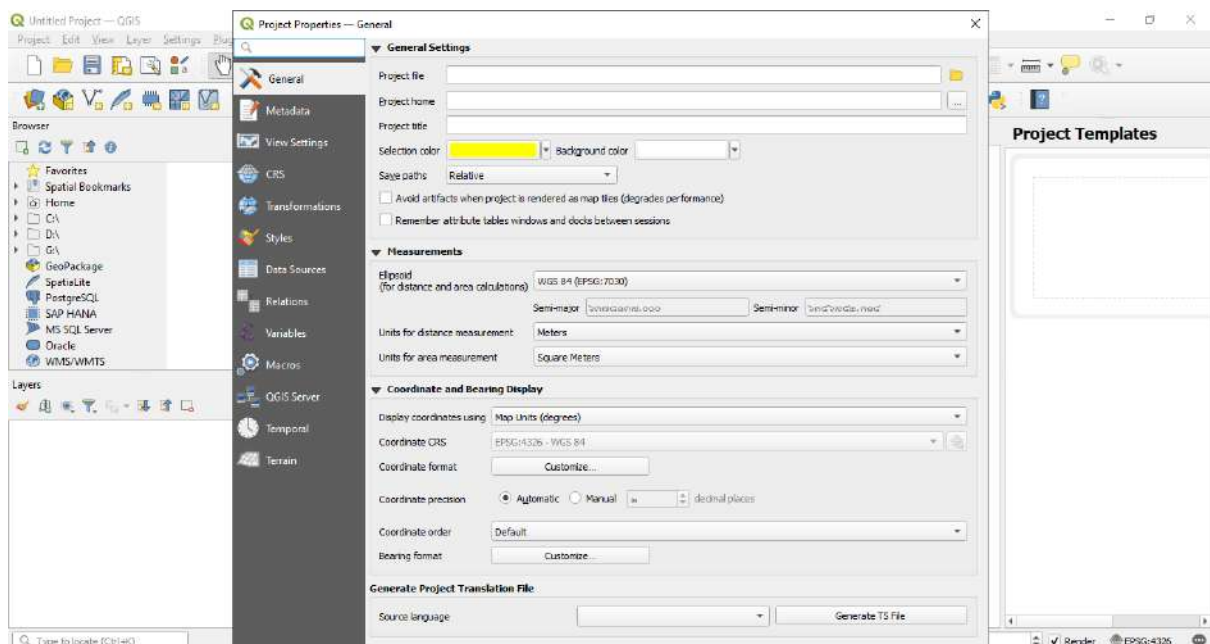 Untitled Project — QGIS
Project Edit View Layer Settings
Browser
Favorites
Spatial Bookmarks
Home
C:\
D:\
G:\
GeoPackage
SpatiaLite
PostgreSQL
SAP HANA
MS SQL Server
Oracle
WMS/WMTS
Layers
Type to locate (Ctrl+K)
Project Properties — General
General
Metadata
View Settings
CRS
Transformations
Styles
Data Sources
Relations
Variables
Macros
QGIS Server
Temporal
Terrain
General Settings
Project file
Project home
...
Project title
Selection color Background color
Save paths Relative
Avoid artifacts when project is rendered as map tiles (degrades performance)
Remember attribute tables windows and docks between sessions
Measurements
Ellipsoid
(for distance and area calculations) WGS 84 (EPSG:7030)
Semi-major Semi-minor
Units for distance measurement Meters
Units for area measurement Square Meters
Coordinate and Bearing Display
Display coordinates using Map Units (degrees)
Coordinate CRS EPSG:4326 - WGS 84
Coordinate format Customize...
Coordinate precision Automatic Manual decimal places
Coordinate order Default
Bearing format Customize...
Generate Project Translation File
Source language Generate TS File
Project Templates
Render EPSG:4326